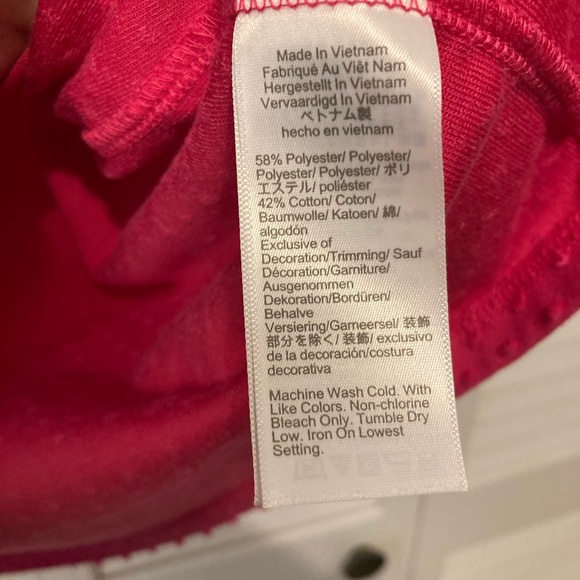 Made In Vietnam
Fabriqué Au Việt Nam
Hergestellt In Vietnam
Vervaardigd In Vietnam
ベトナム製
hecho en vietnam
58% Polyester/ Polyester/
Polyester/ Polyester/ ポリ
エステル/ poliéster
42% Cotton/ Coton/
Baumwolle/ Katoen/ 綿/
algodón
Exclusive of
Decoration/Trimming/ Sauf
Décoration/Garniture/
Ausgenommen
Dekoration/Bordüren/
Behalve
Versiering/Gameersel/ 装飾
部分を除く/ 装飾/ exclusivo
de la decoración/costura
decorativa
Machine Wash Cold. With
Like Colors. Non-chlorine
Bleach Only. Tumble Dry
Low. Iron On Lowest
Setting.